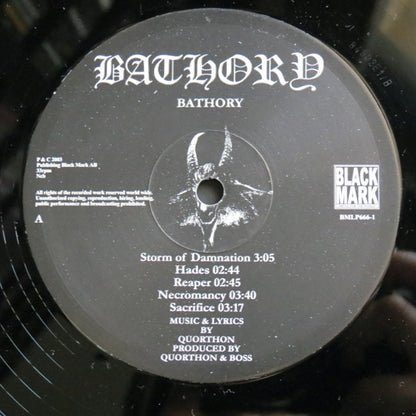 BATHORY
BATHORY
P & C 2003
Publishing Black Mark AB
33rpm
Ncb
All rights of the recorded work reserved world wide.
Unauthorized copying, reproduction, hiring, lending,
public performance and broadcasting prohibited.
A
BLACK
MARK
BMLP666-1
Storm of Damnation 3:05
Hades 02:44
Reaper 02:45
Necromancy 03:40
Sacrifice 03:17
MUSIC & LYRICS
BY
QUORTHON
PRODUCED BY
QUORTHON & BOSS